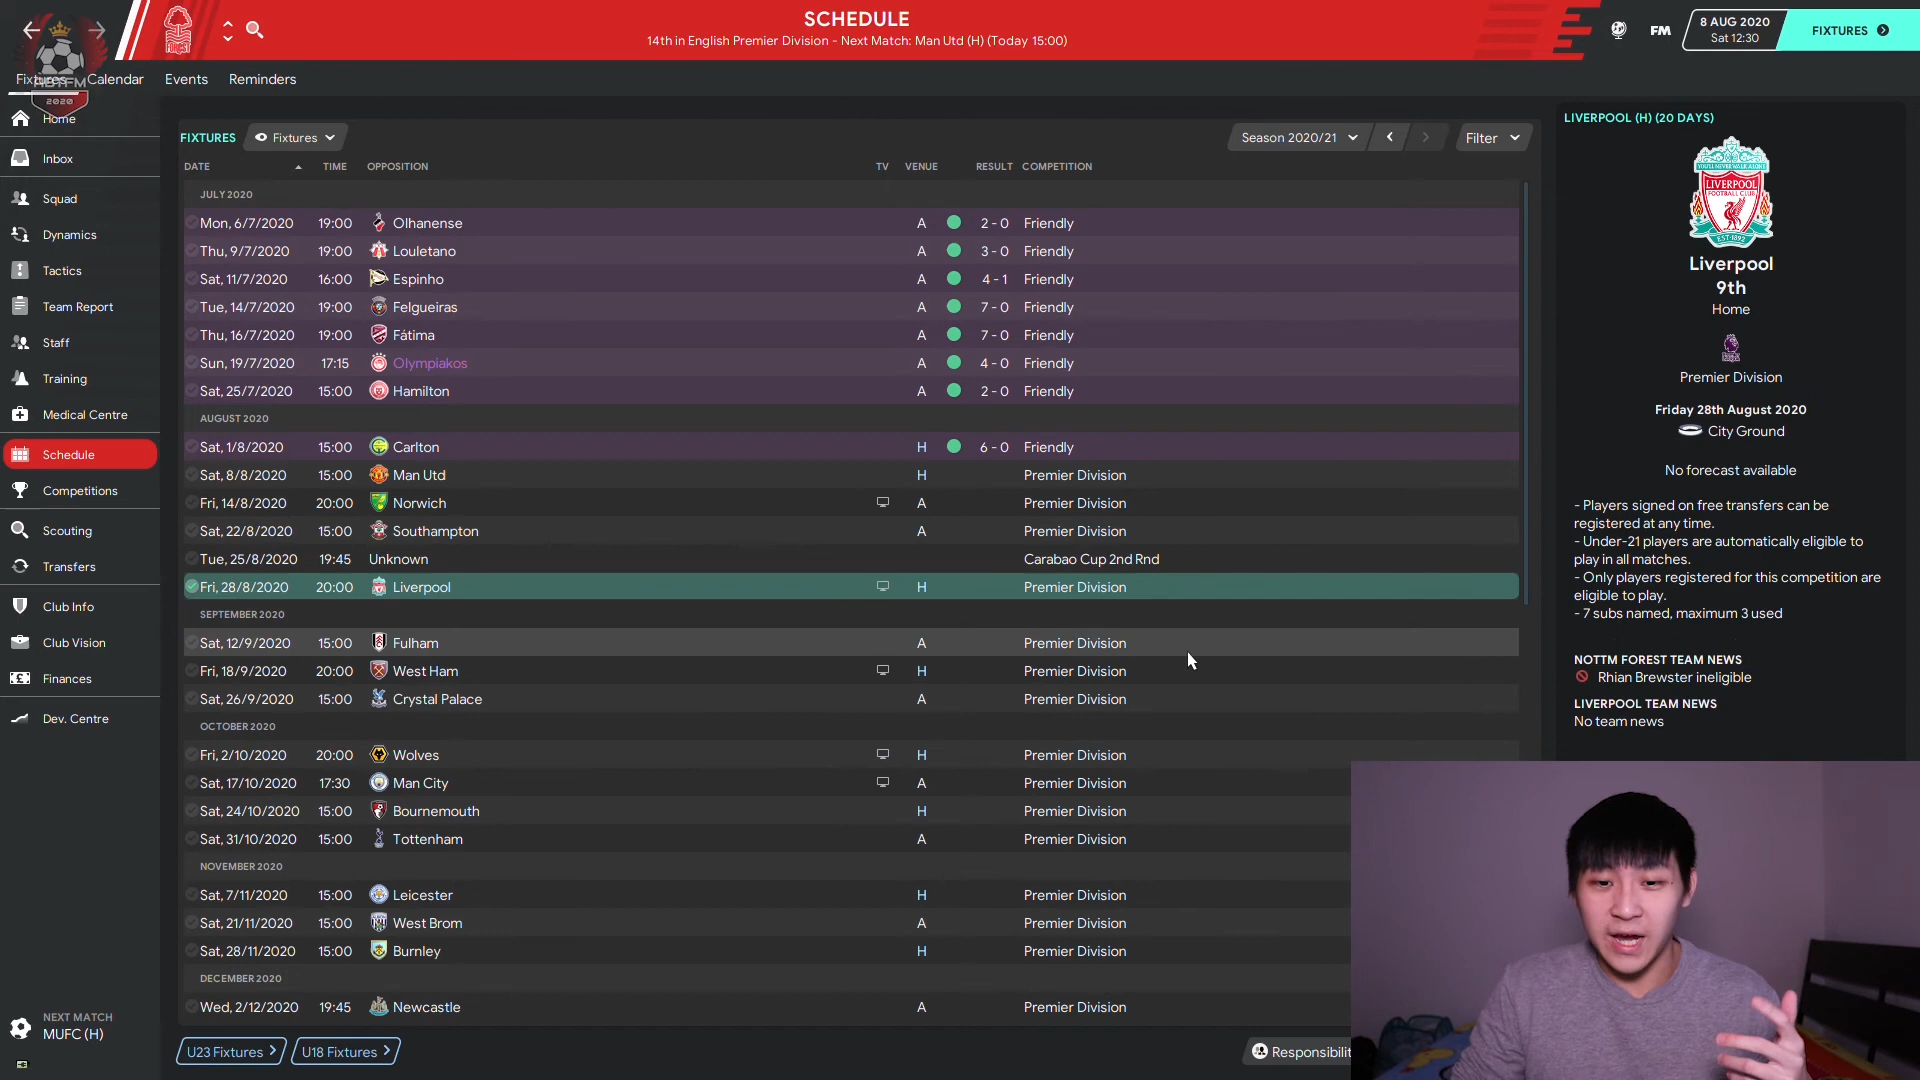 SCHEDULE
14th in English Premier Division - Next Match: Man Utd (H) (Today 15:00)
FOREST
FM
8 AUG 2020
Sat 12:30
FIXTURES
Fixtures
Calendar
Events
Reminders
HBTFM
2020
Home
Inbox
Squad
Dynamics
Tactics
Team Report
Staff
Training
Medical Centre
Schedule
Competitions
Scouting
Transfers
Club Info
Club Vision
Finances
Dev. Centre
NEXT MATCH
MUFC (H)
FIXTURES
Fixtures
Season 2020/21
Filter
DATE TIME OPPOSITION TV VENUE RESULT COMPETITION
JULY 2020
Mon, 6/7/2020 19:00 Olhanense A 2 - 0 Friendly
Thu, 9/7/2020 19:00 Louletano A 3 - 0 Friendly
Sat, 11/7/2020 16:00 Espinho A 4 - 1 Friendly
Tue, 14/7/2020 19:00 Felgueiras A 7 - 0 Friendly
Thu, 16/7/2020 19:00 Fátima A 7 - 0 Friendly
Sun, 19/7/2020 17:15 Olympiakos A 4 - 0 Friendly
Sat, 25/7/2020 15:00 Hamilton A 2 - 0 Friendly
AUGUST 2020
Sat, 1/8/2020 15:00 Carlton H 6 - 0 Friendly
Sat, 8/8/2020 15:00 Man Utd H Premier Division
Fri, 14/8/2020 20:00 Norwich A Premier Division
Sat, 22/8/2020 15:00 Southampton A Premier Division
Tue, 25/8/2020 19:45 Unknown Carabao Cup 2nd Rnd
Fri, 28/8/2020 20:00 Liverpool H Premier Division
SEPTEMBER 2020
Sat, 12/9/2020 15:00 Fulham A Premier Division
Fri, 18/9/2020 20:00 West Ham H Premier Division
Sat, 26/9/2020 15:00 Crystal Palace A Premier Division
OCTOBER 2020
Fri, 2/10/2020 20:00 Wolves H Premier Division
Sat, 17/10/2020 17:30 Man City A Premier Division
Sat, 24/10/2020 15:00 Bournemouth H Premier Division
Sat, 31/10/2020 15:00 Tottenham A Premier Division
NOVEMBER 2020
Sat, 7/11/2020 15:00 Leicester H Premier Division
Sat, 21/11/2020 15:00 West Brom A Premier Division
Sat, 28/11/2020 15:00 Burnley H Premier Division
DECEMBER 2020
Wed, 2/12/2020 19:45 Newcastle A Premier Division
U23 Fixtures
U18 Fixtures
Responsibilit
LIVERPOOL (H) (20 DAYS)
YOU'LL NEVER WALK ALONE
LIVERPOOL
FOOTBALL CLUB
EST·1892
Liverpool
9th
Home
Premier Division
Friday 28th August 2020
City Ground
No forecast available
- Players signed on free transfers can be
registered at any time.
- Under-21 players are automatically eligible to
play in all matches.
- Only players registered for this competition are
eligible to play.
- 7 subs named, maximum 3 used
NOTTM FOREST TEAM NEWS
Rhian Brewster ineligible
LIVERPOOL TEAM NEWS
No team news